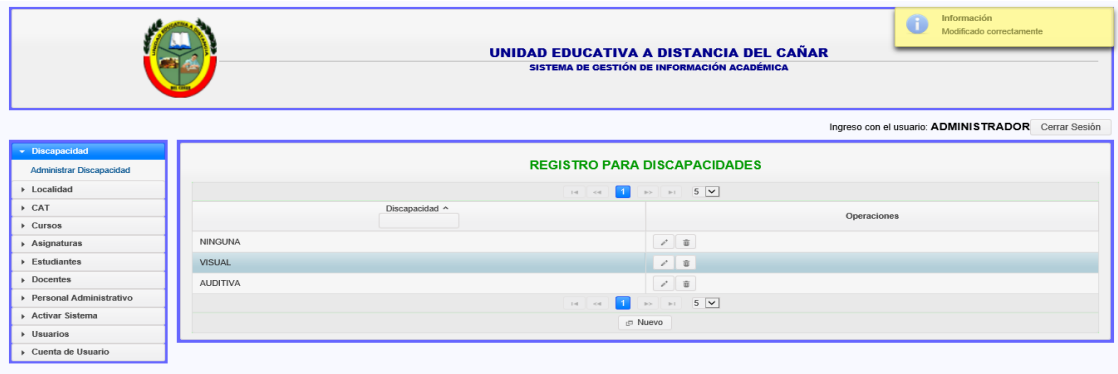 Información
Modificado correctamente
UNIDAD EDUCATIVA A DISTANCIA DEL CAÑAR
SISTEMA DE GESTIÓN DE INFORMACIÓN ACADÉMICA
Ingreso con el usuario: ADMINISTRADOR Cerrar Sesión
Discapacidad
Administrar Discapacidad
Localidad
CAT
Cursos
Asignaturas
Estudiantes
Docentes
Personal Administrativo
Activar Sistema
Usuarios
Cuenta de Usuario
REGISTRO PARA DISCAPACIDADES
1 5
Discapacidad Operaciones
NINGUNA
VISUAL
AUDITIVA
1 5
Nuevo